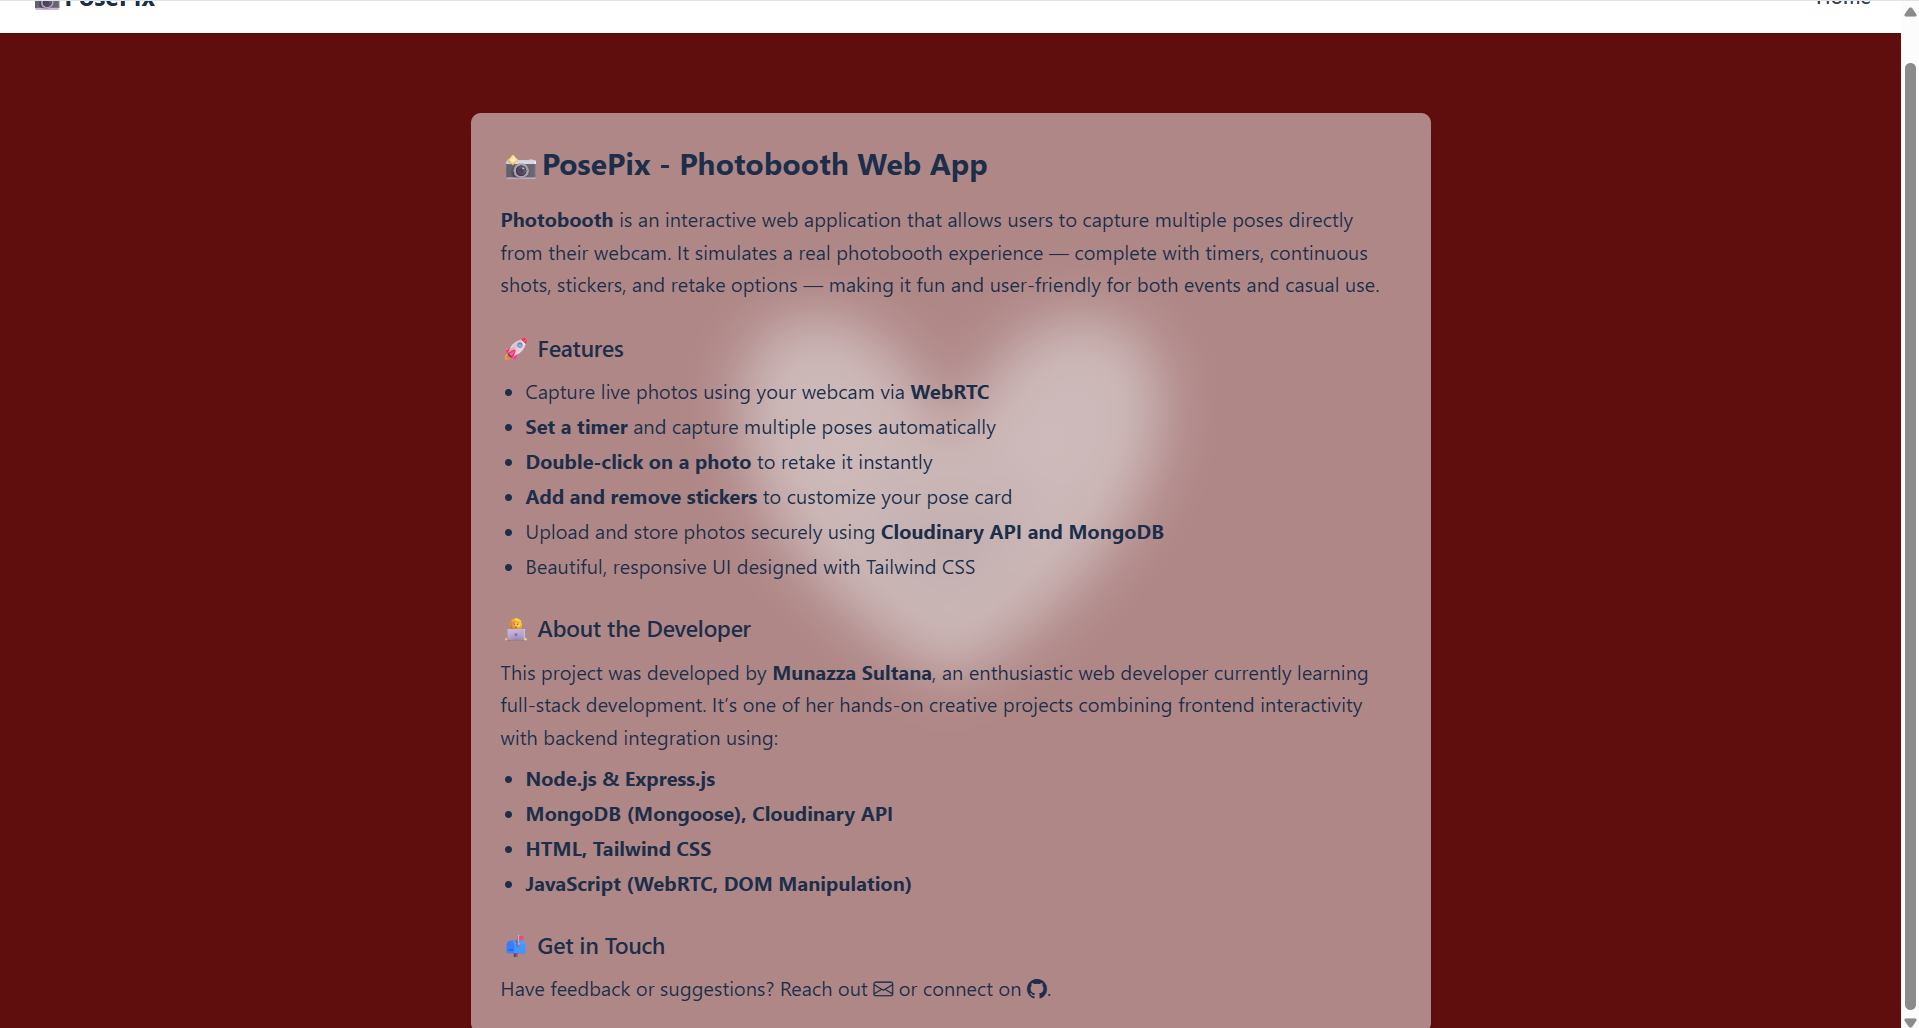 PosePix
Home
PosePix - Photobooth Web App
Photobooth is an interactive web application that allows users to capture multiple poses directly
from their webcam. It simulates a real photobooth experience — complete with timers, continuous
shots, stickers, and retake options — making it fun and user-friendly for both events and casual use.
Features
• Capture live photos using your webcam via WebRTC
• Set a timer and capture multiple poses automatically
• Double-click on a photo to retake it instantly
• Add and remove stickers to customize your pose card
• Upload and store photos securely using Cloudinary API and MongoDB
• Beautiful, responsive UI designed with Tailwind CSS
About the Developer
This project was developed by Munazza Sultana, an enthusiastic web developer currently learning
full-stack development. It’s one of her hands-on creative projects combining frontend interactivity
with backend integration using:
• Node.js & Express.js
• MongoDB (Mongoose), Cloudinary API
• HTML, Tailwind CSS
• JavaScript (WebRTC, DOM Manipulation)
Get in Touch
Have feedback or suggestions? Reach out or connect on .